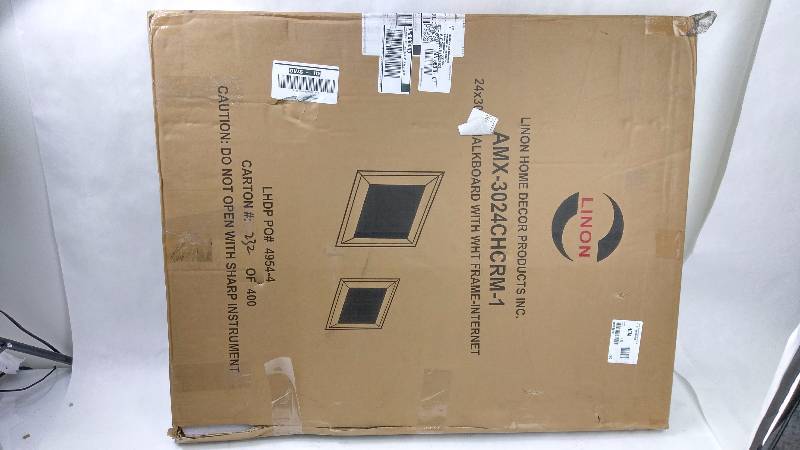 LINON
LINON HOME DECOR PRODUCTS INC.
AMX-3024CHCRM-1
ALKBOARD WITH WHT FRAME-INTERNET
LHDP PO# 4954-4
CARTON #: 232 OF 400
CAUTION: DO NOT OPEN WITH SHARP INSTRUMENT